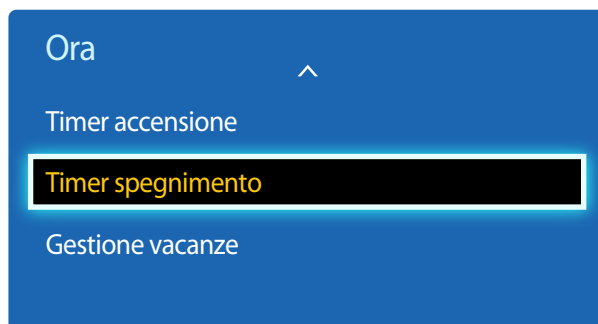 Ora
Timer accensione
Timer spegnimento
Gestione vacanze